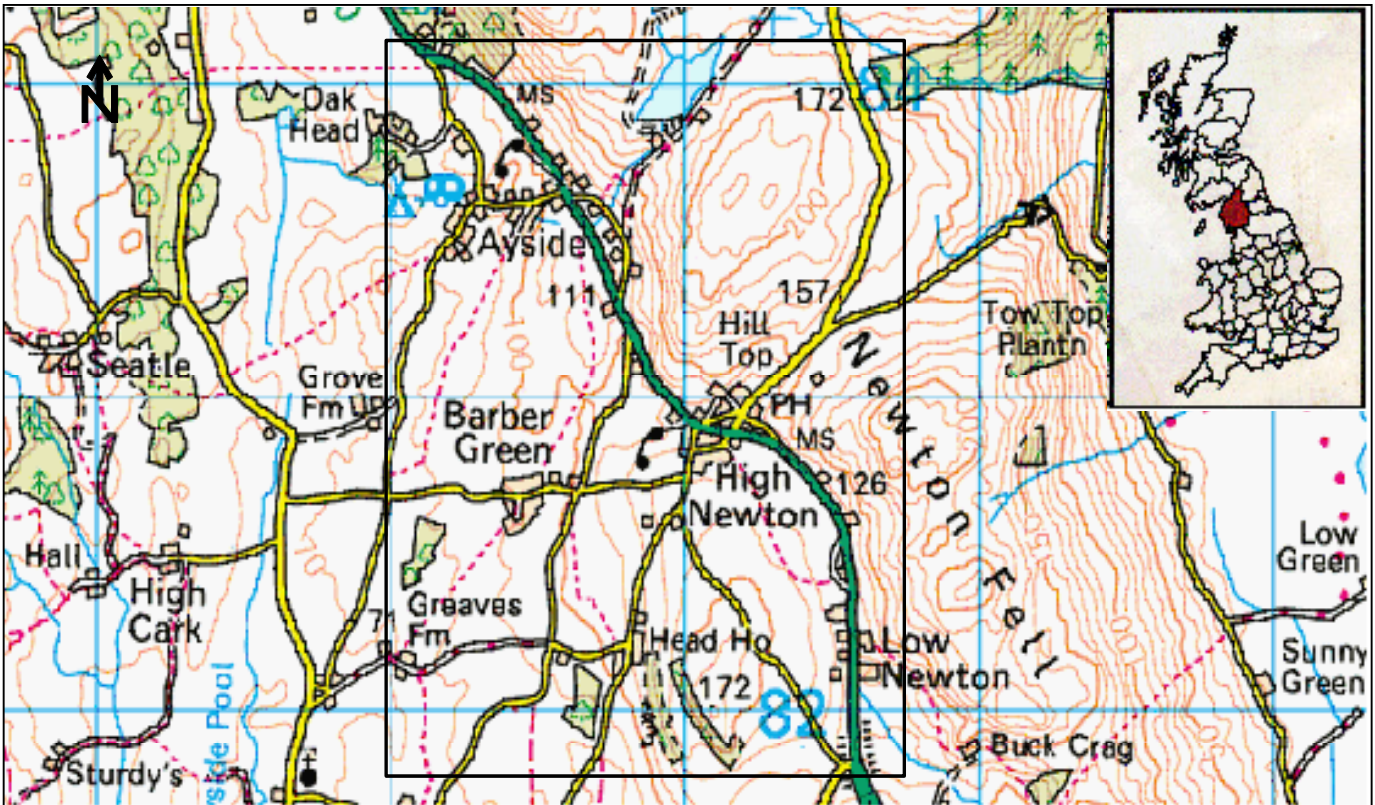 N
Oak
Head
MS
172
84
Ayside
111
157
Hill
Top
Tow Top
Plantn
Seatle
Grove
Fm
Barber
Green
PH
MS
High
Newton
126
Newton Fell
Hall
High
Cark
Low
Green
71
Greaves
Fm
Head Ho
Low
Newton
172
82
Sunny
Green
yside Pool
Sturdy's
Buck Crag